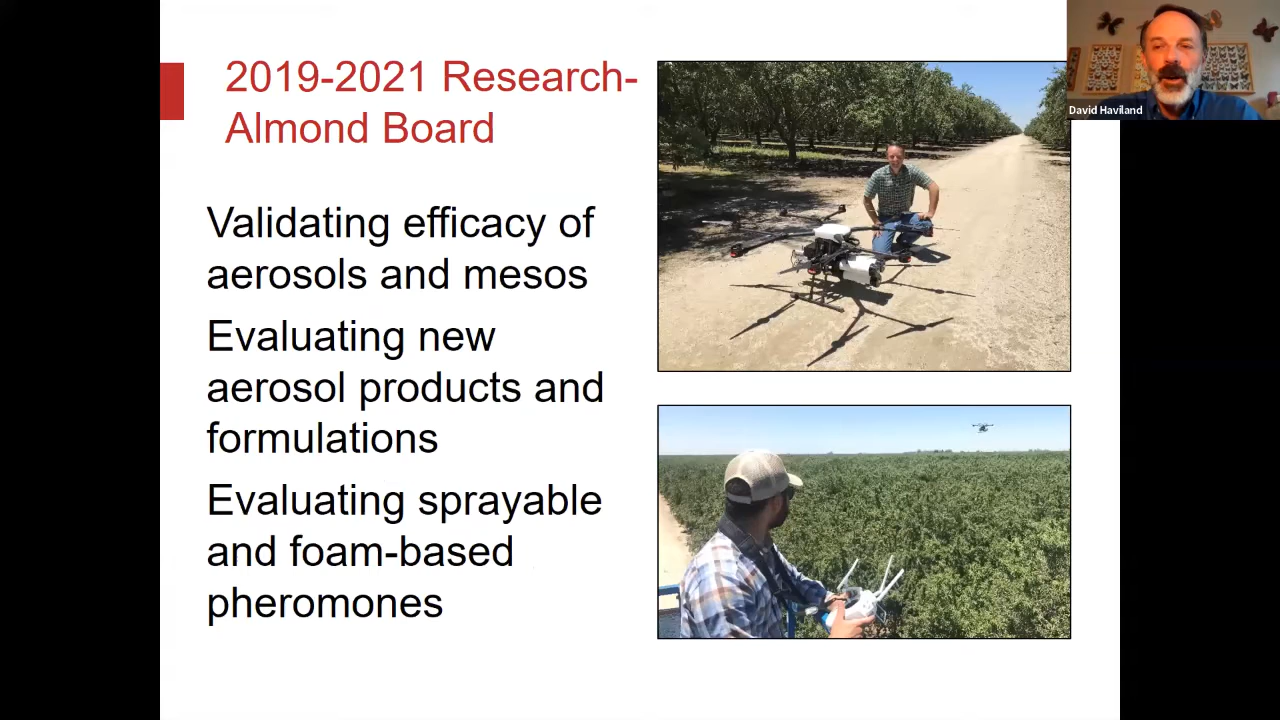 2019-2021 Research-
Almond Board
David Haviland
Validating efficacy of
aerosols and mesos
Evaluating new
aerosol products and
formulations
Evaluating sprayable
and foam-based
pheromones